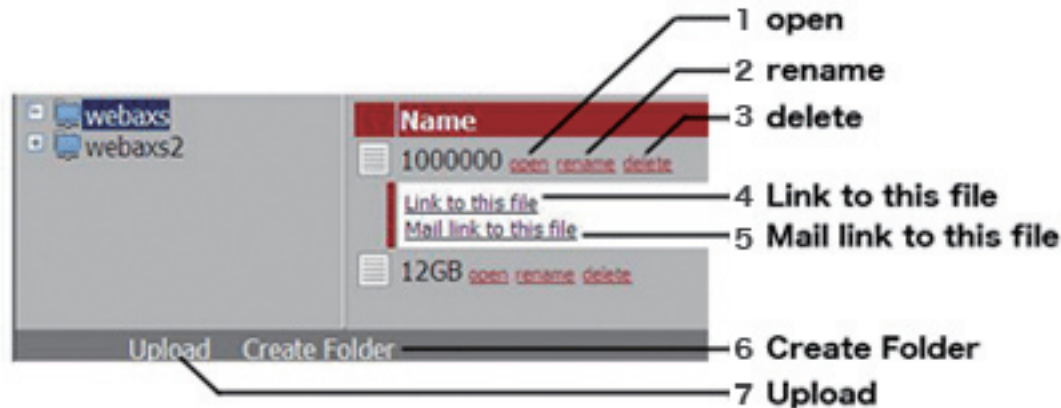 1 open
2 rename
3 delete
webaxs
webaxs2
Name
1000000 open rename delete
Link to this file
Mail link to this file
12GB open rename delete
4 Link to this file
5 Mail link to this file
Upload Create Folder
6 Create Folder
7 Upload